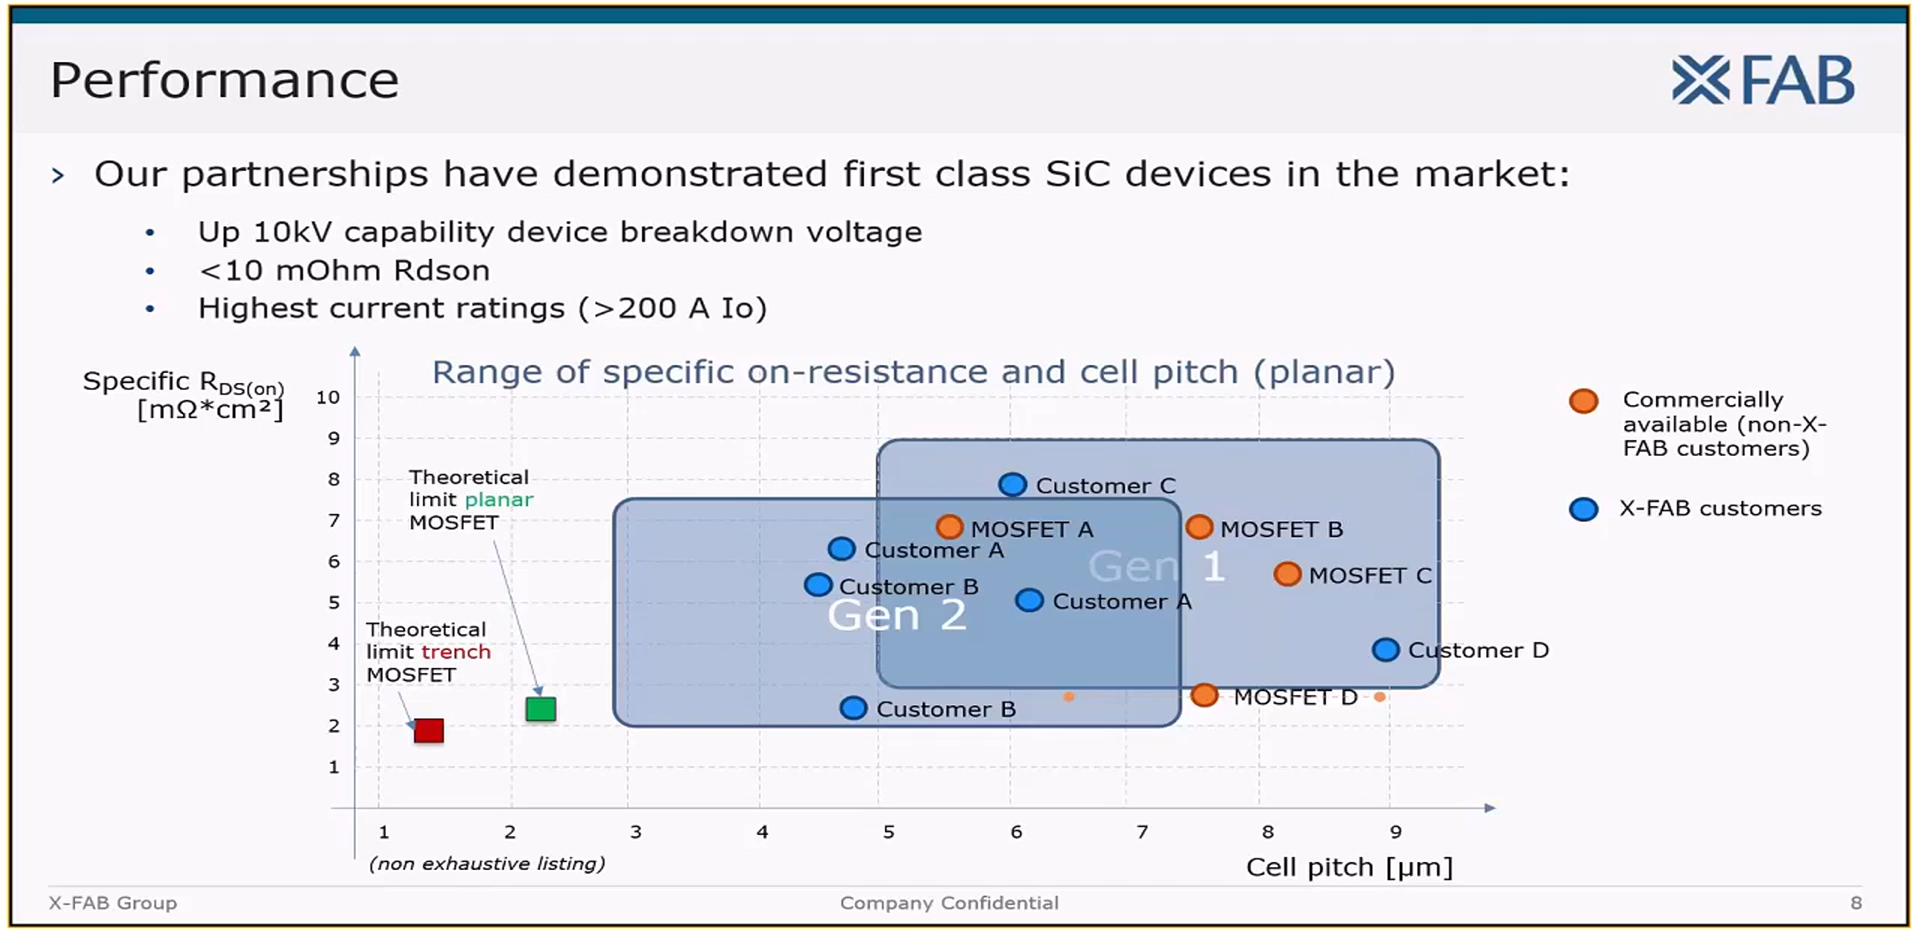 Performance
XFAB
› Our partnerships have demonstrated first class SiC devices in the market:
• Up 10kV capability device breakdown voltage
• <10 mOhm Rdson
• Highest current ratings (>200 A Io)
Range of specific on-resistance and cell pitch (planar)
Specific RDS(on)
[mΩ*cm²]
10
9
8
7
6
5
4
3
2
1
Theoretical
limit planar
MOSFET
Theoretical
limit trench
MOSFET
Customer C
MOSFET A
MOSFET B
Customer A
Gen 1
MOSFET C
Customer B
Gen 2
Customer A
Customer D
MOSFET D
Customer B
Commercially
available (non-X-
FAB customers)
X-FAB customers
1 2 3 4 5 6 7 8 9
(non exhaustive listing)
Cell pitch [µm]
X-FAB Group
Company Confidential
8